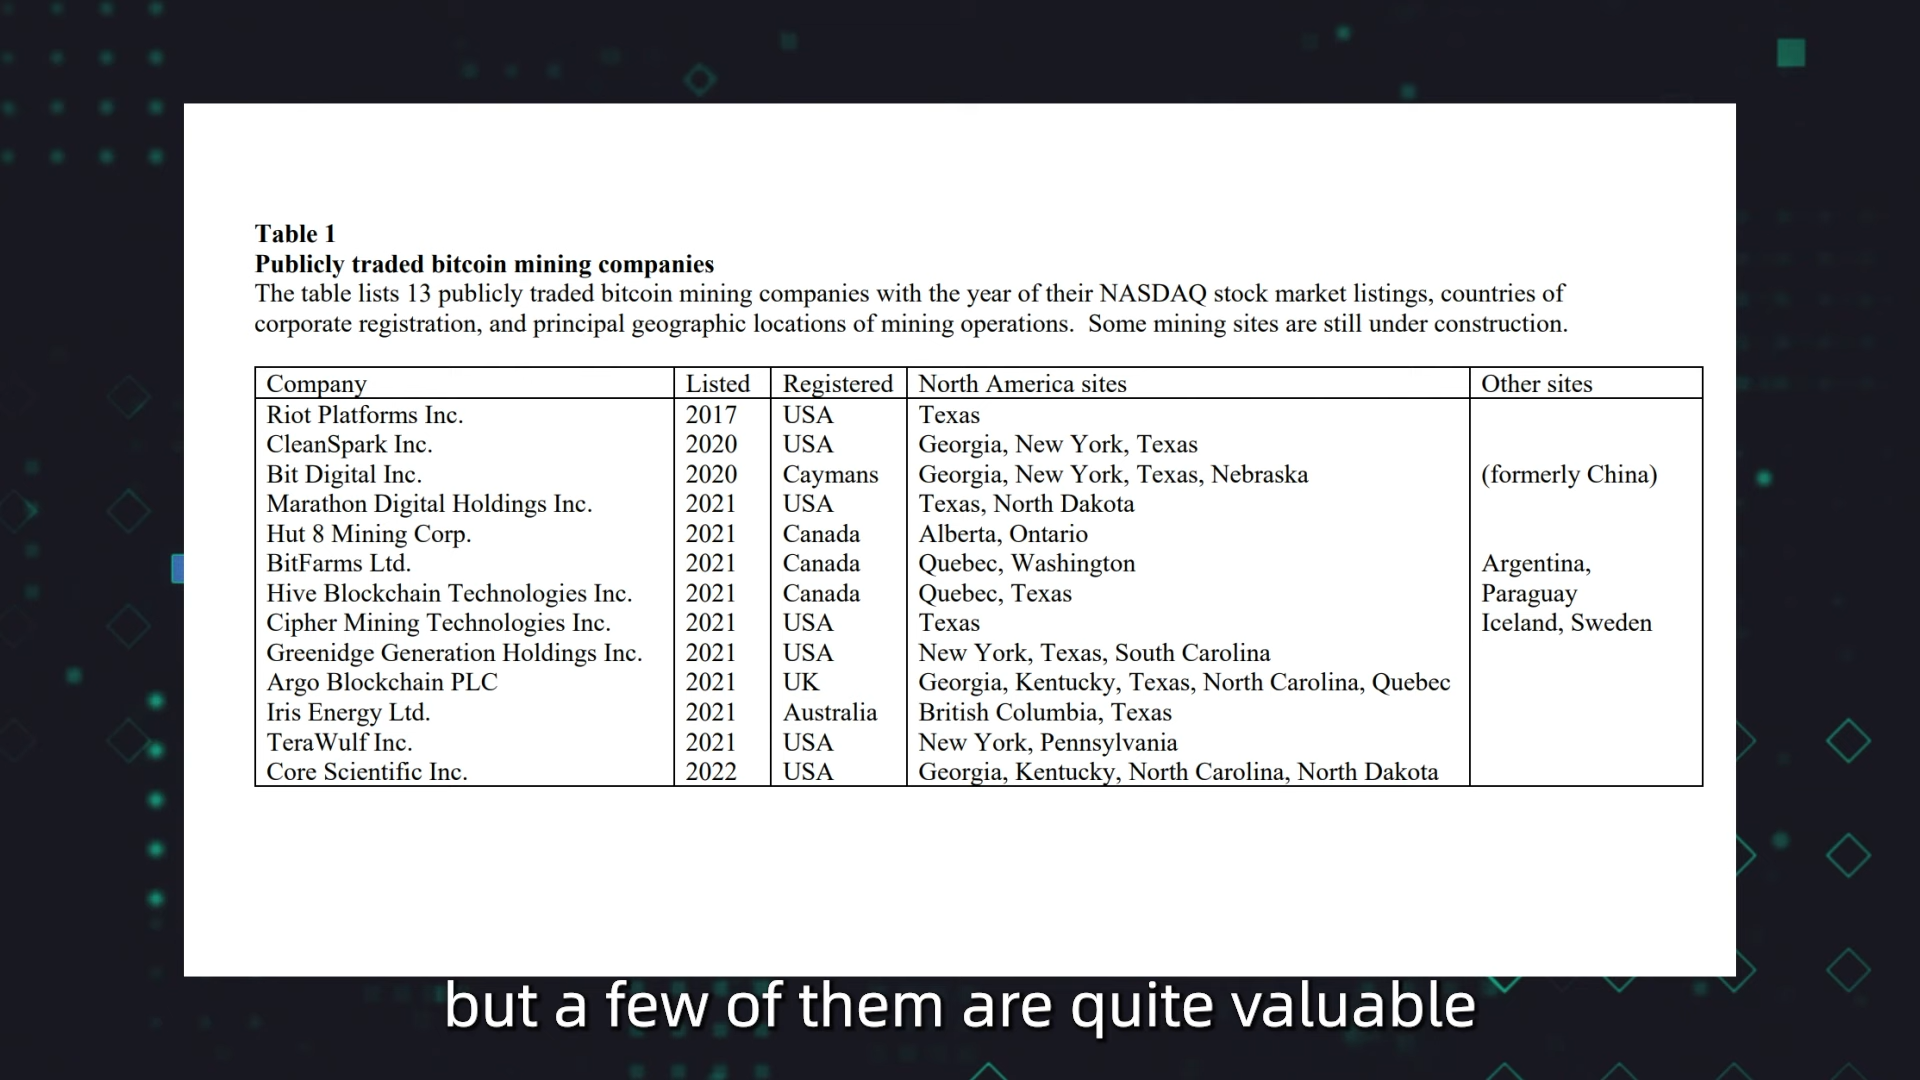 Table 1
Publicly traded bitcoin mining companies
The table lists 13 publicly traded bitcoin mining companies with the year of their NASDAQ stock market listings, countries of
corporate registration, and principal geographic locations of mining operations.  Some mining sites are still under construction.
Company Listed Registered North America sites Other sites
Riot Platforms Inc. 2017 USA Texas
CleanSpark Inc. 2020 USA Georgia, New York, Texas
Bit Digital Inc. 2020 Caymans Georgia, New York, Texas, Nebraska (formerly China)
Marathon Digital Holdings Inc. 2021 USA Texas, North Dakota
Hut 8 Mining Corp. 2021 Canada Alberta, Ontario
BitFarms Ltd. 2021 Canada Quebec, Washington Argentina,
Hive Blockchain Technologies Inc. 2021 Canada Quebec, Texas Paraguay
Cipher Mining Technologies Inc. 2021 USA Texas Iceland, Sweden
Greenidge Generation Holdings Inc. 2021 USA New York, Texas, South Carolina
Argo Blockchain PLC 2021 UK Georgia, Kentucky, Texas, North Carolina, Quebec
Iris Energy Ltd. 2021 Australia British Columbia, Texas
TeraWulf Inc. 2021 USA New York, Pennsylvania
Core Scientific Inc. 2022 USA Georgia, Kentucky, North Carolina, North Dakota
but a few of them are quite valuable